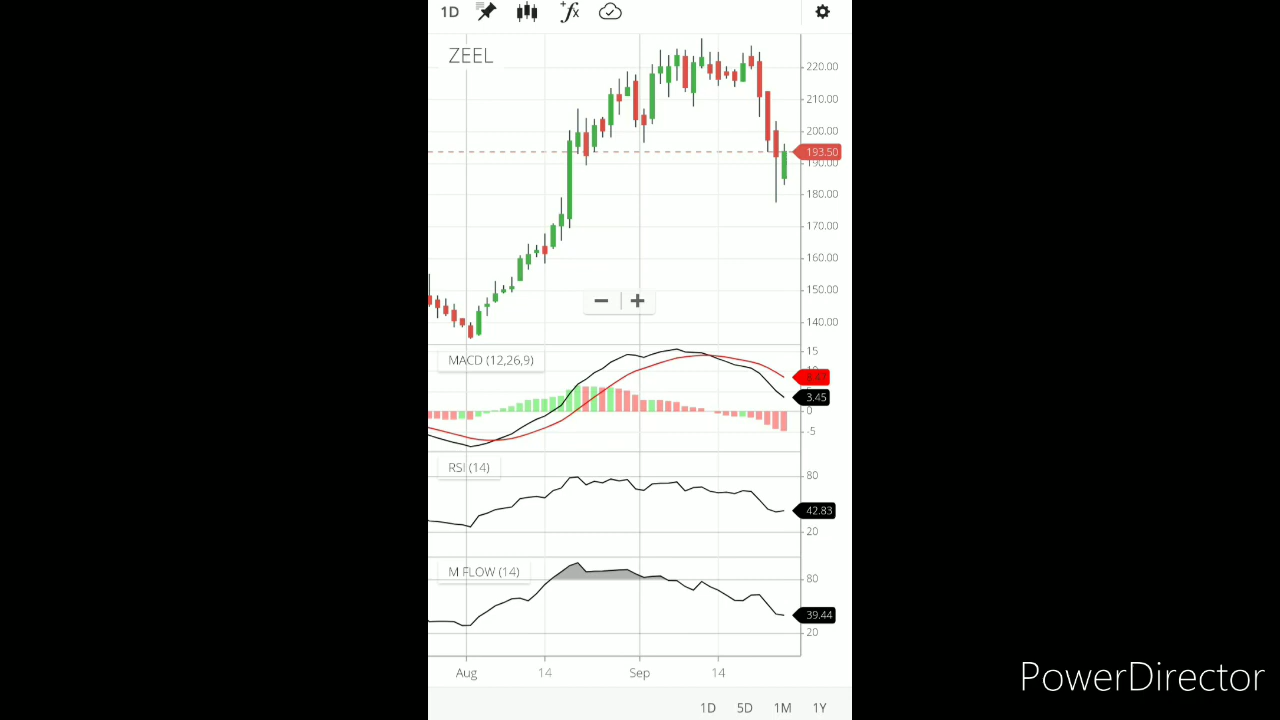 1D
fx
ZEEL
220.00
210.00
200.00
193.50
190.00
180.00
170.00
160.00
150.00
140.00
MACD (12,26,9)
15
3.45
0
-5
RSI (14)
80
42.83
20
M FLOW (14)
80
39.44
20
Aug 14 Sep 14
1D 5D 1M 1Y
PowerDirector